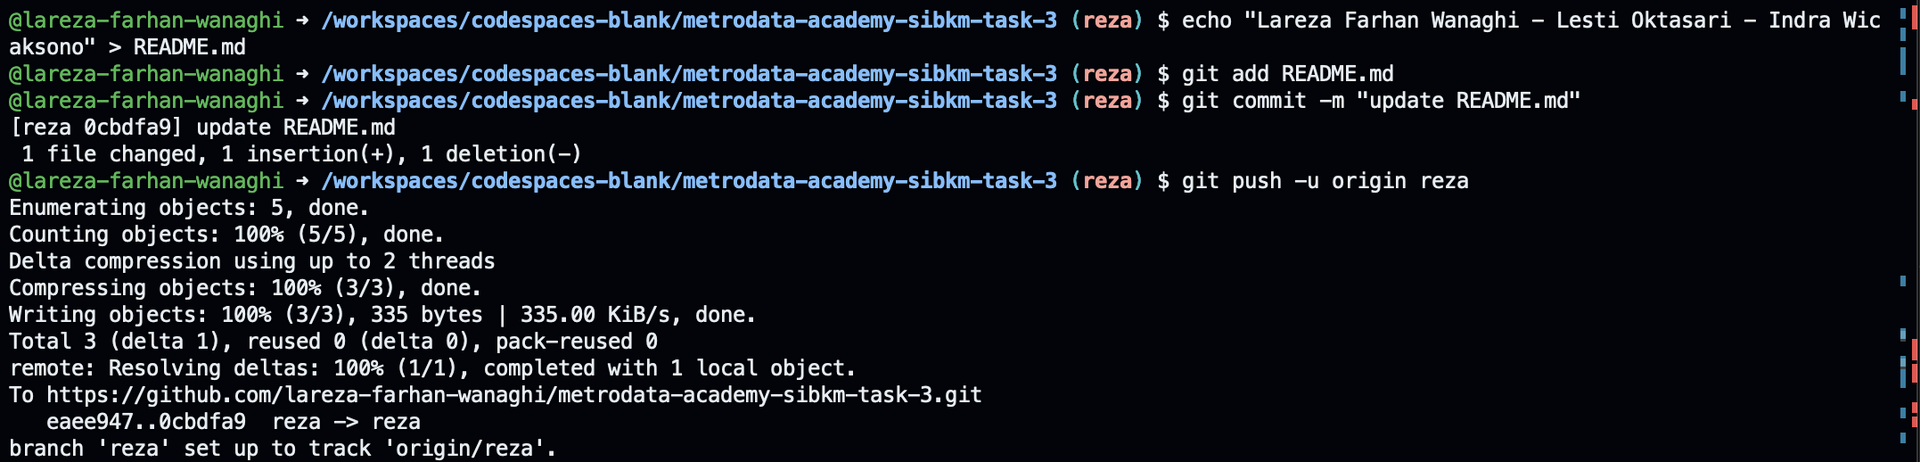 @lareza-farhan-wanaghi ➜ /workspaces/codespaces-blank/metrodata-academy-sibkm-task-3 (reza) $ echo "Lareza Farhan Wanaghi - Lesti Oktasari - Indra Wic
aksono" > README.md
@lareza-farhan-wanaghi ➜ /workspaces/codespaces-blank/metrodata-academy-sibkm-task-3 (reza) $ git add README.md
@lareza-farhan-wanaghi ➜ /workspaces/codespaces-blank/metrodata-academy-sibkm-task-3 (reza) $ git commit -m "update README.md"
[reza 0cbdfa9] update README.md
 1 file changed, 1 insertion(+), 1 deletion(-)
@lareza-farhan-wanaghi ➜ /workspaces/codespaces-blank/metrodata-academy-sibkm-task-3 (reza) $ git push -u origin reza
Enumerating objects: 5, done.
Counting objects: 100% (5/5), done.
Delta compression using up to 2 threads
Compressing objects: 100% (3/3), done.
Writing objects: 100% (3/3), 335 bytes | 335.00 KiB/s, done.
Total 3 (delta 1), reused 0 (delta 0), pack-reused 0
remote: Resolving deltas: 100% (1/1), completed with 1 local object.
To https://github.com/lareza-farhan-wanaghi/metrodata-academy-sibkm-task-3.git
   eaee947..0cbdfa9  reza -> reza
branch 'reza' set up to track 'origin/reza'.